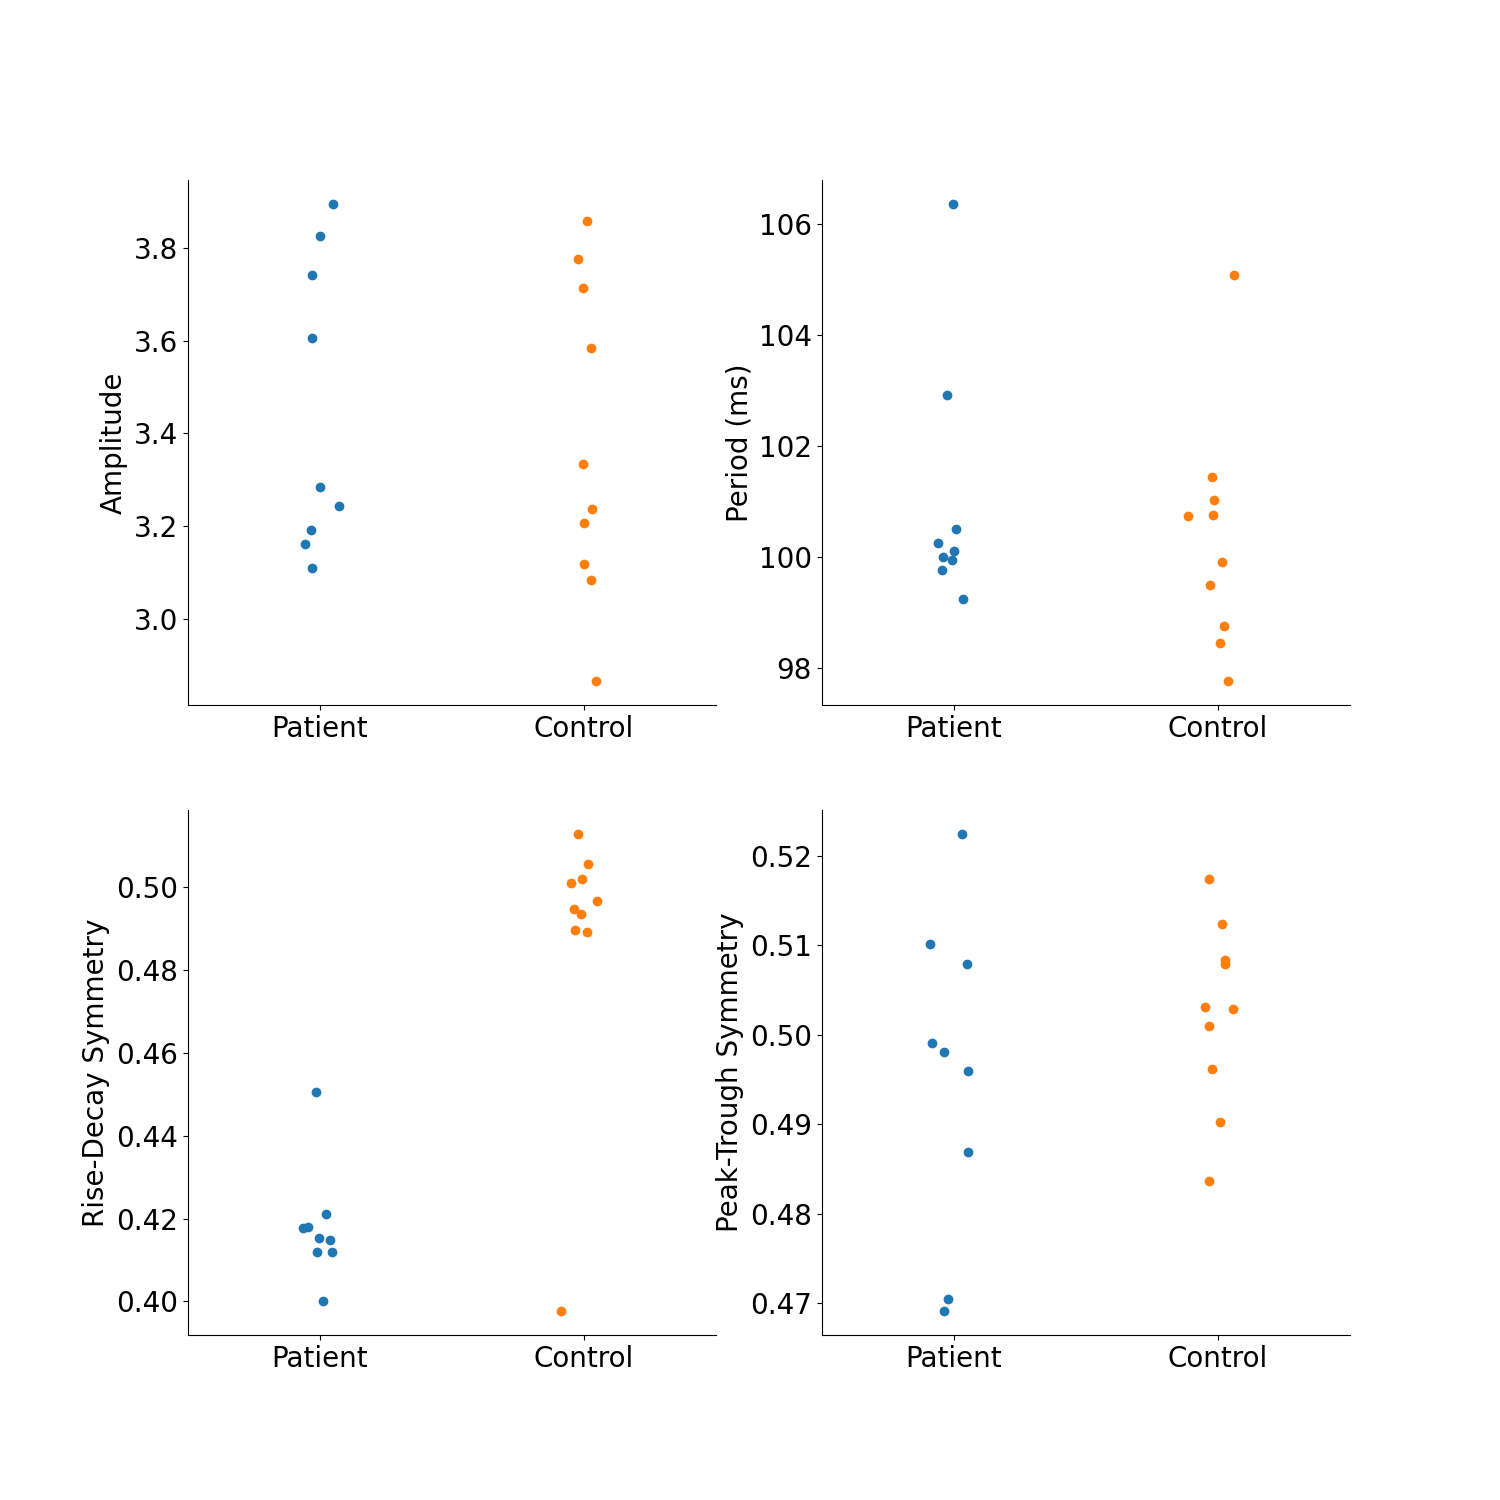 Amplitude
3.8
3.6
3.4
3.2
3.0
Patient
Control
Period (ms)
106
104
102
100
98
Patient
Control
Rise-Decay Symmetry
0.50
0.48
0.46
0.44
0.42
0.40
Patient
Control
Peak-Trough Symmetry
0.52
0.51
0.50
0.49
0.48
0.47
Patient
Control